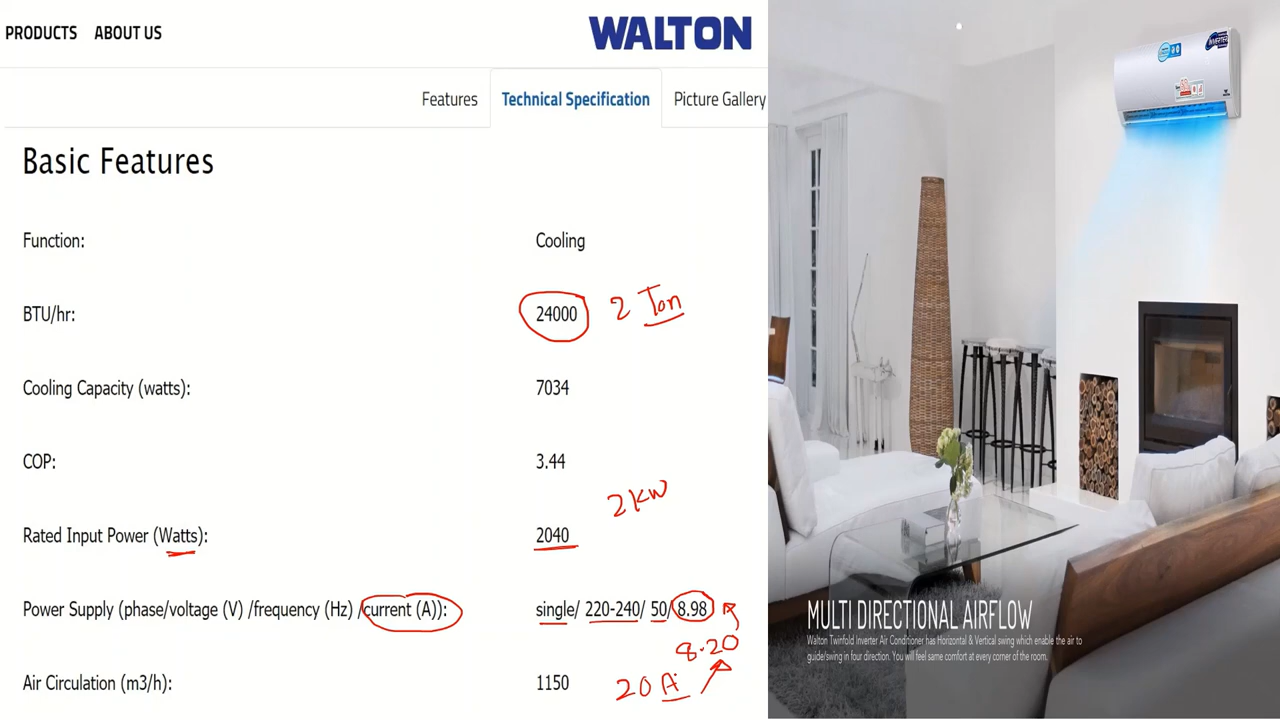 PRODUCTS ABOUT US
WALTON
Features Technical Specification Picture Gallery
Basic Features
Function: Cooling
BTU/hr: 24000 2 Ton
Cooling Capacity (watts): 7034
COP: 3.44
2 KW
Rated Input Power (Watts): 2040
Power Supply (phase/voltage (V) /frequency (Hz) /current (A)): single/ 220-240/ 50/ 8.98
8.20
Air Circulation (m3/h): 1150 20 A
INVERTER
MULTI DIRECTIONAL AIRFLOW
Walton Twinfold Inverter Air Conditioner has Horizontal & Vertical swing which enable the air to
guide/swing in four direction. You will feel same comfort at every corner of the room.